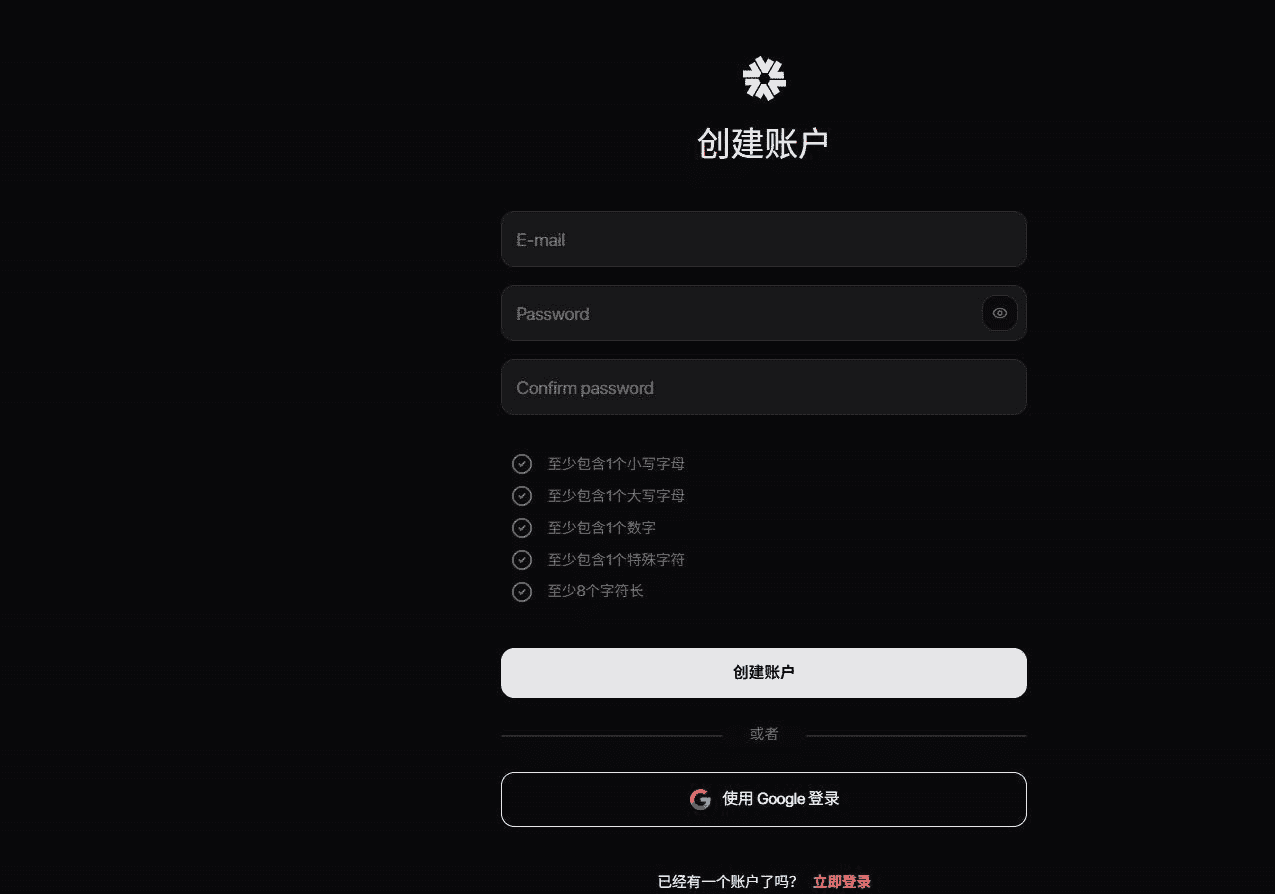 创建账户
E-mail
Password
Confirm password
至少包含1个小写字母
至少包含1个大写字母
至少包含1个数字
至少包含1个特殊字符
至少8个字符长
创建账户
或者
使用 Google 登录
已经有一个账户了吗? 立即登录